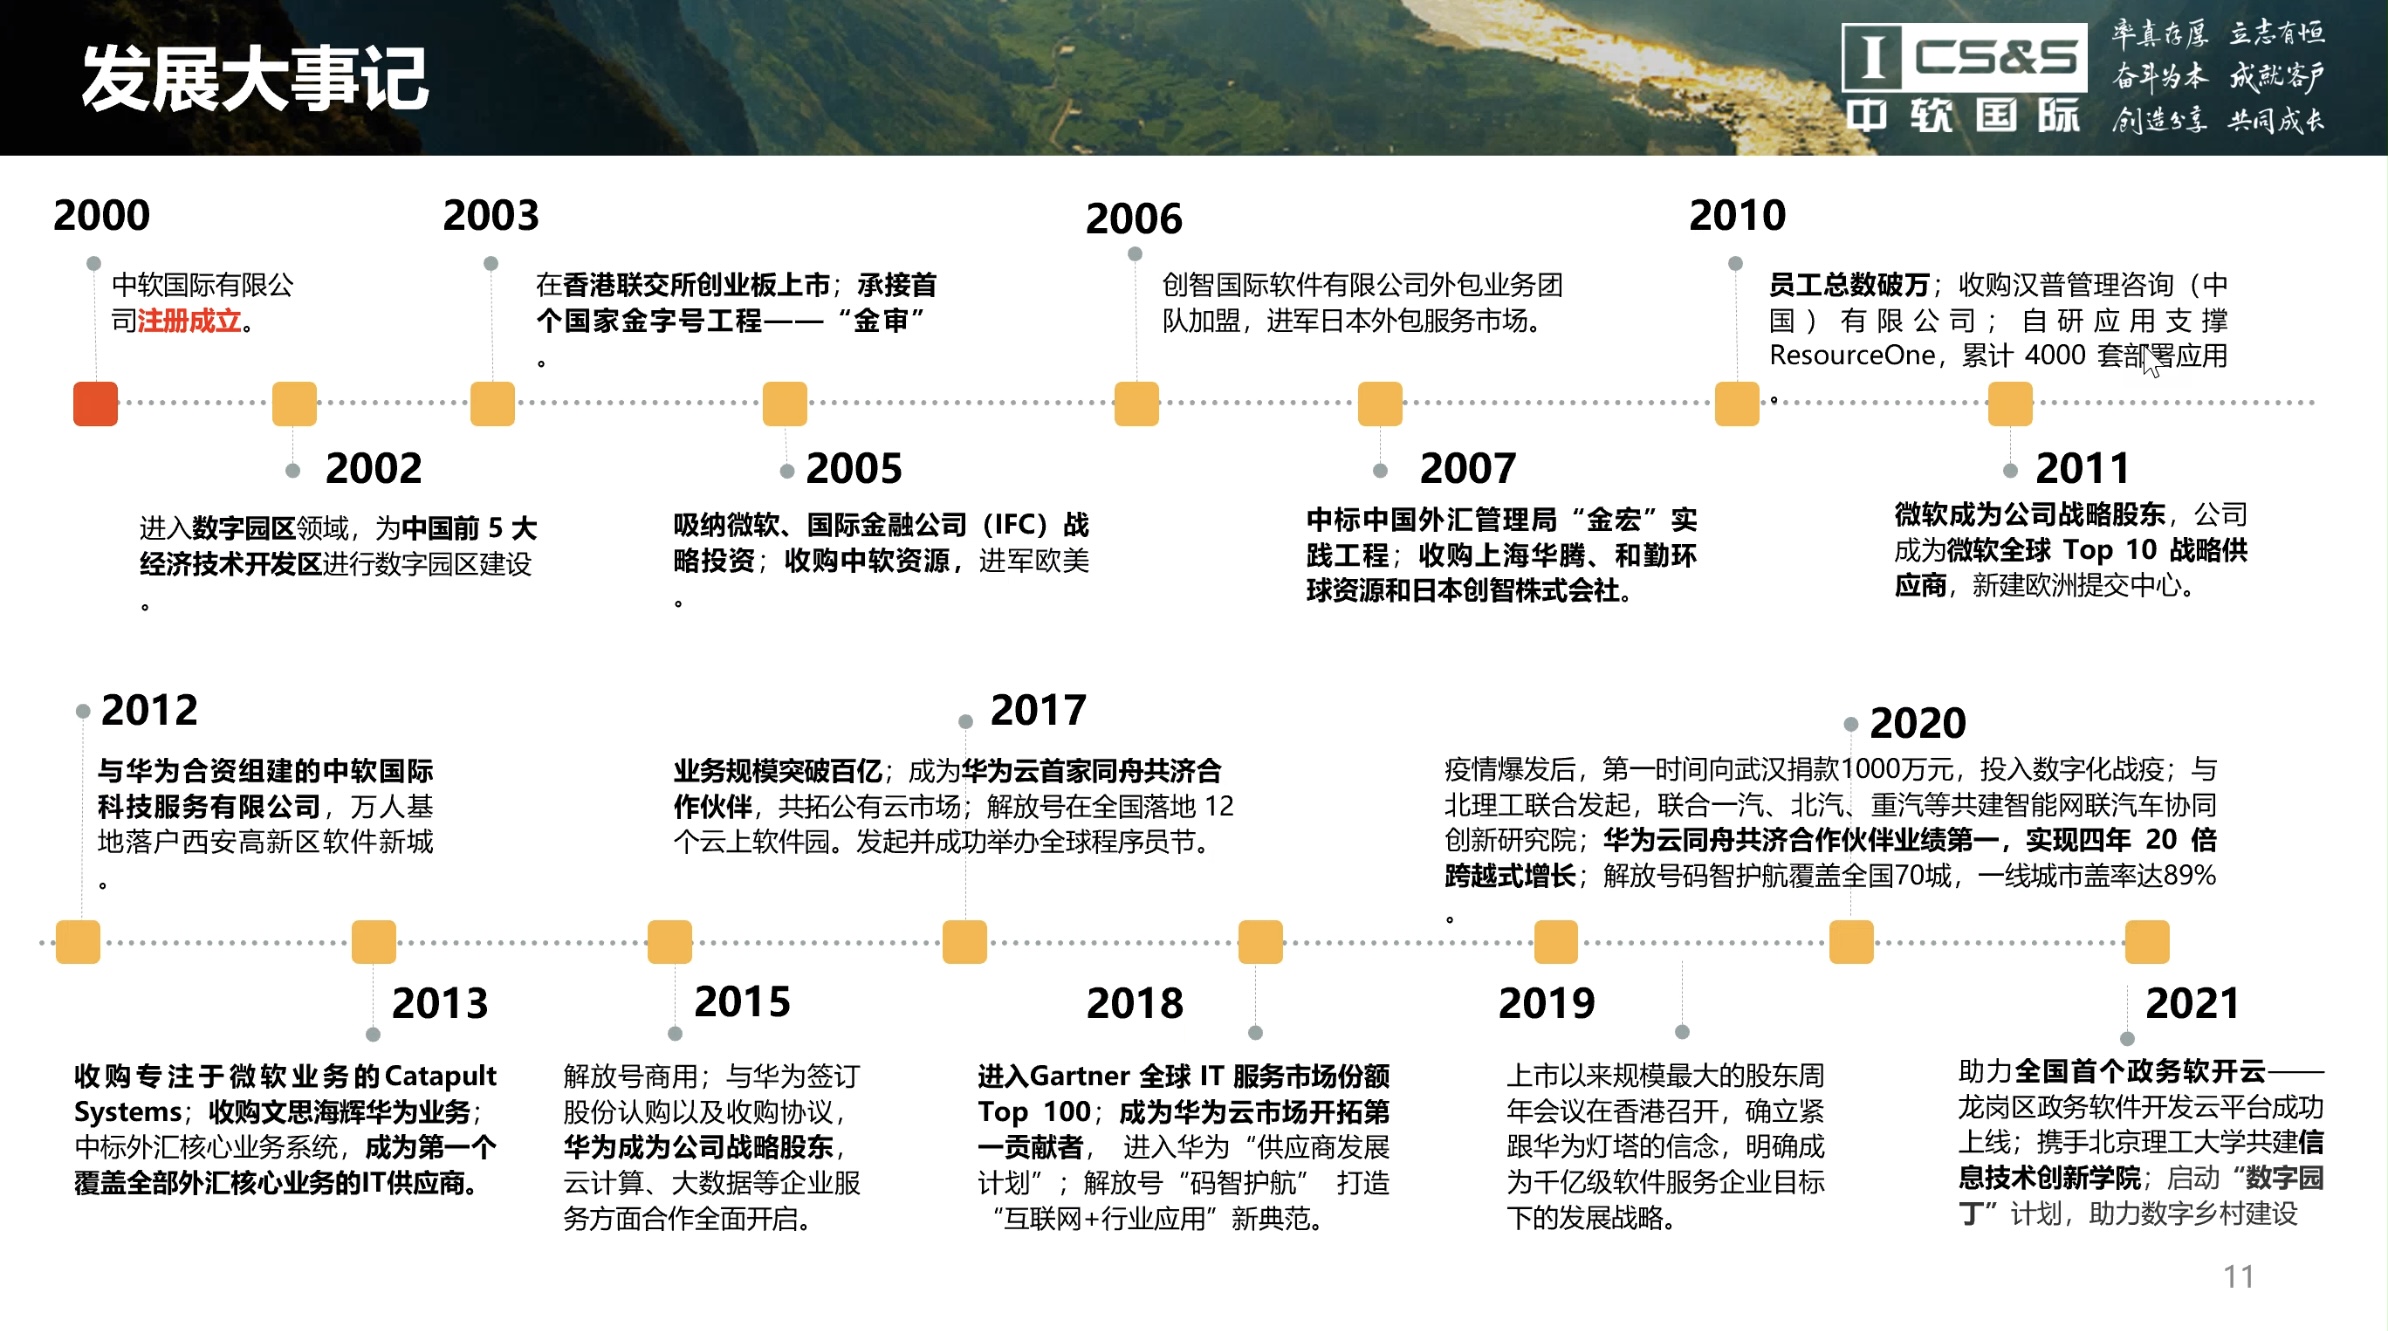 发展大事记
I CS&S
中软国际
率真存厚 立志有恒
奋斗为本 成就客户
创造分享 共同成长
2000
中软国际有限公
司注册成立。
2003
在香港联交所创业板上市；承接首
个国家金字号工程——“金审”
。
2006
创智国际软件有限公司外包业务团
队加盟，进军日本外包服务市场。
2010
员工总数破万；收购汉普管理咨询（中
国）有限公司；自研应用支撑
ResourceOne，累计 4000 套部署应用
。
2002
进入数字园区领域，为中国前 5 大
经济技术开发区进行数字园区建设
。
2005
吸纳微软、国际金融公司（IFC）战
略投资；收购中软资源，进军欧美
。
2007
中标中国外汇管理局“金宏”实
践工程；收购上海华腾、和勤环
球资源和日本创智株式会社。
2011
微软成为公司战略股东，公司
成为微软全球 Top 10 战略供
应商，新建欧洲提交中心。
2012
与华为合资组建的中软国际
科技服务有限公司，万人基
地落户西安高新区软件新城
。
2017
业务规模突破百亿；成为华为云首家同舟共济合
作伙伴，共拓公有云市场；解放号在全国落地 12
个云上软件园。发起并成功举办全球程序员节。
2020
疫情爆发后，第一时间向武汉捐款1000万元，投入数字化战疫；与
北理工联合发起，联合一汽、北汽、重汽等共建智能网联汽车协同
创新研究院；华为云同舟共济合作伙伴业绩第一，实现四年 20 倍
跨越式增长；解放号码智护航覆盖全国70城，一线城市盖率达89%
。
2013
收购专注于微软业务的Catapult
Systems；收购文思海辉华为业务；
中标外汇核心业务系统，成为第一个
覆盖全部外汇核心业务的IT供应商。
2015
解放号商用；与华为签订
股份认购以及收购协议，
华为成为公司战略股东，
云计算、大数据等企业服
务方面合作全面开启。
2018
进入Gartner 全球 IT 服务市场份额
Top 100；成为华为云市场开拓第
一贡献者， 进入华为“供应商发展
计划”；解放号“码智护航” 打造
“互联网+行业应用”新典范。
2019
上市以来规模最大的股东周
年会议在香港召开，确立紧
跟华为灯塔的信念，明确成
为千亿级软件服务企业目标
下的发展战略。
2021
助力全国首个政务软开云——
龙岗区政务软件开发云平台成功
上线；携手北京理工大学共建信
息技术创新学院；启动“数字园
丁”计划，助力数字乡村建设
11